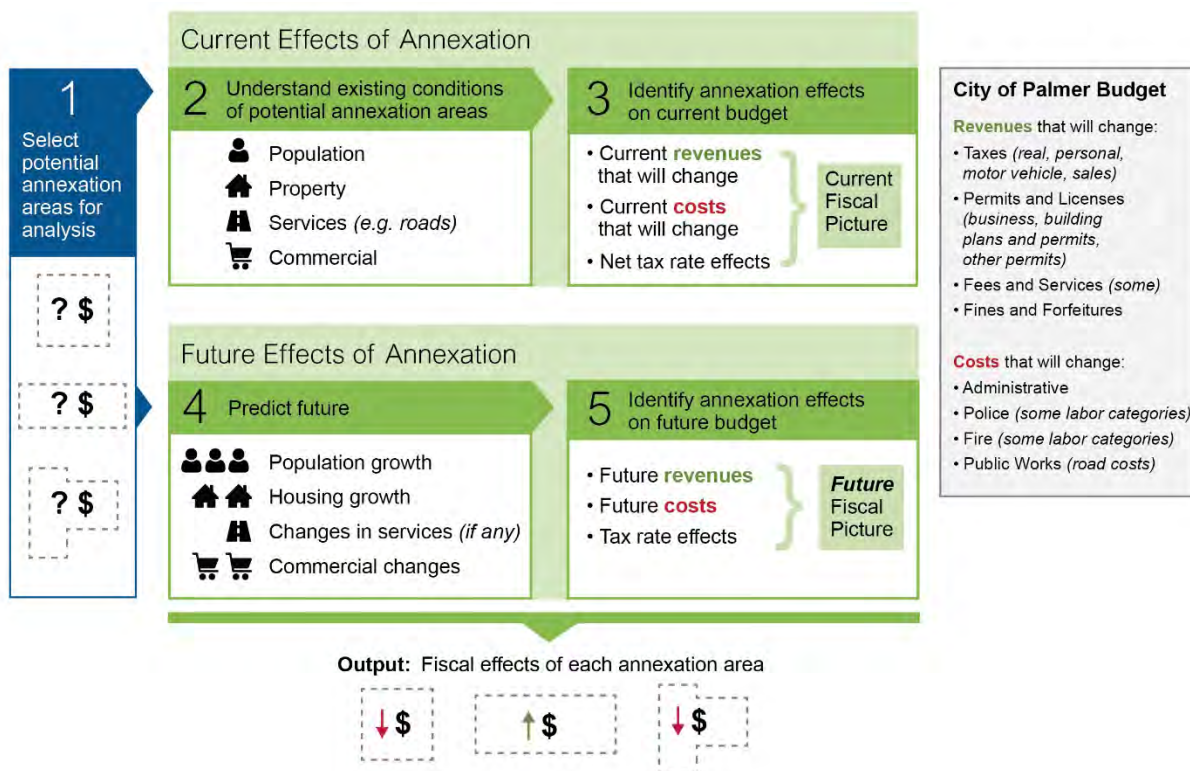 Current Effects of Annexation
1
Select
potential
annexation
areas for
analysis
? $
? $
? $
2 Understand existing conditions
of potential annexation areas
Population
Property
Services (e.g. roads)
Commercial
3 Identify annexation effects
on current budget
• Current revenues
that will change
• Current costs
that will change
• Net tax rate effects
Current
Fiscal
Picture
Future Effects of Annexation
4 Predict future
Population growth
Housing growth
Changes in services (if any)
Commercial changes
5 Identify annexation effects
on future budget
• Future revenues
• Future costs
• Tax rate effects
Future
Fiscal
Picture
City of Palmer Budget
Revenues that will change:
• Taxes (real, personal,
motor vehicle, sales)
• Permits and Licenses
(business, building
plans and permits,
other permits)
• Fees and Services (some)
• Fines and Forfeitures
Costs that will change:
• Administrative
• Police (some labor categories)
• Fire (some labor categories)
• Public Works (road costs)
Output: Fiscal effects of each annexation area
↓ $
↑ $
↓ $